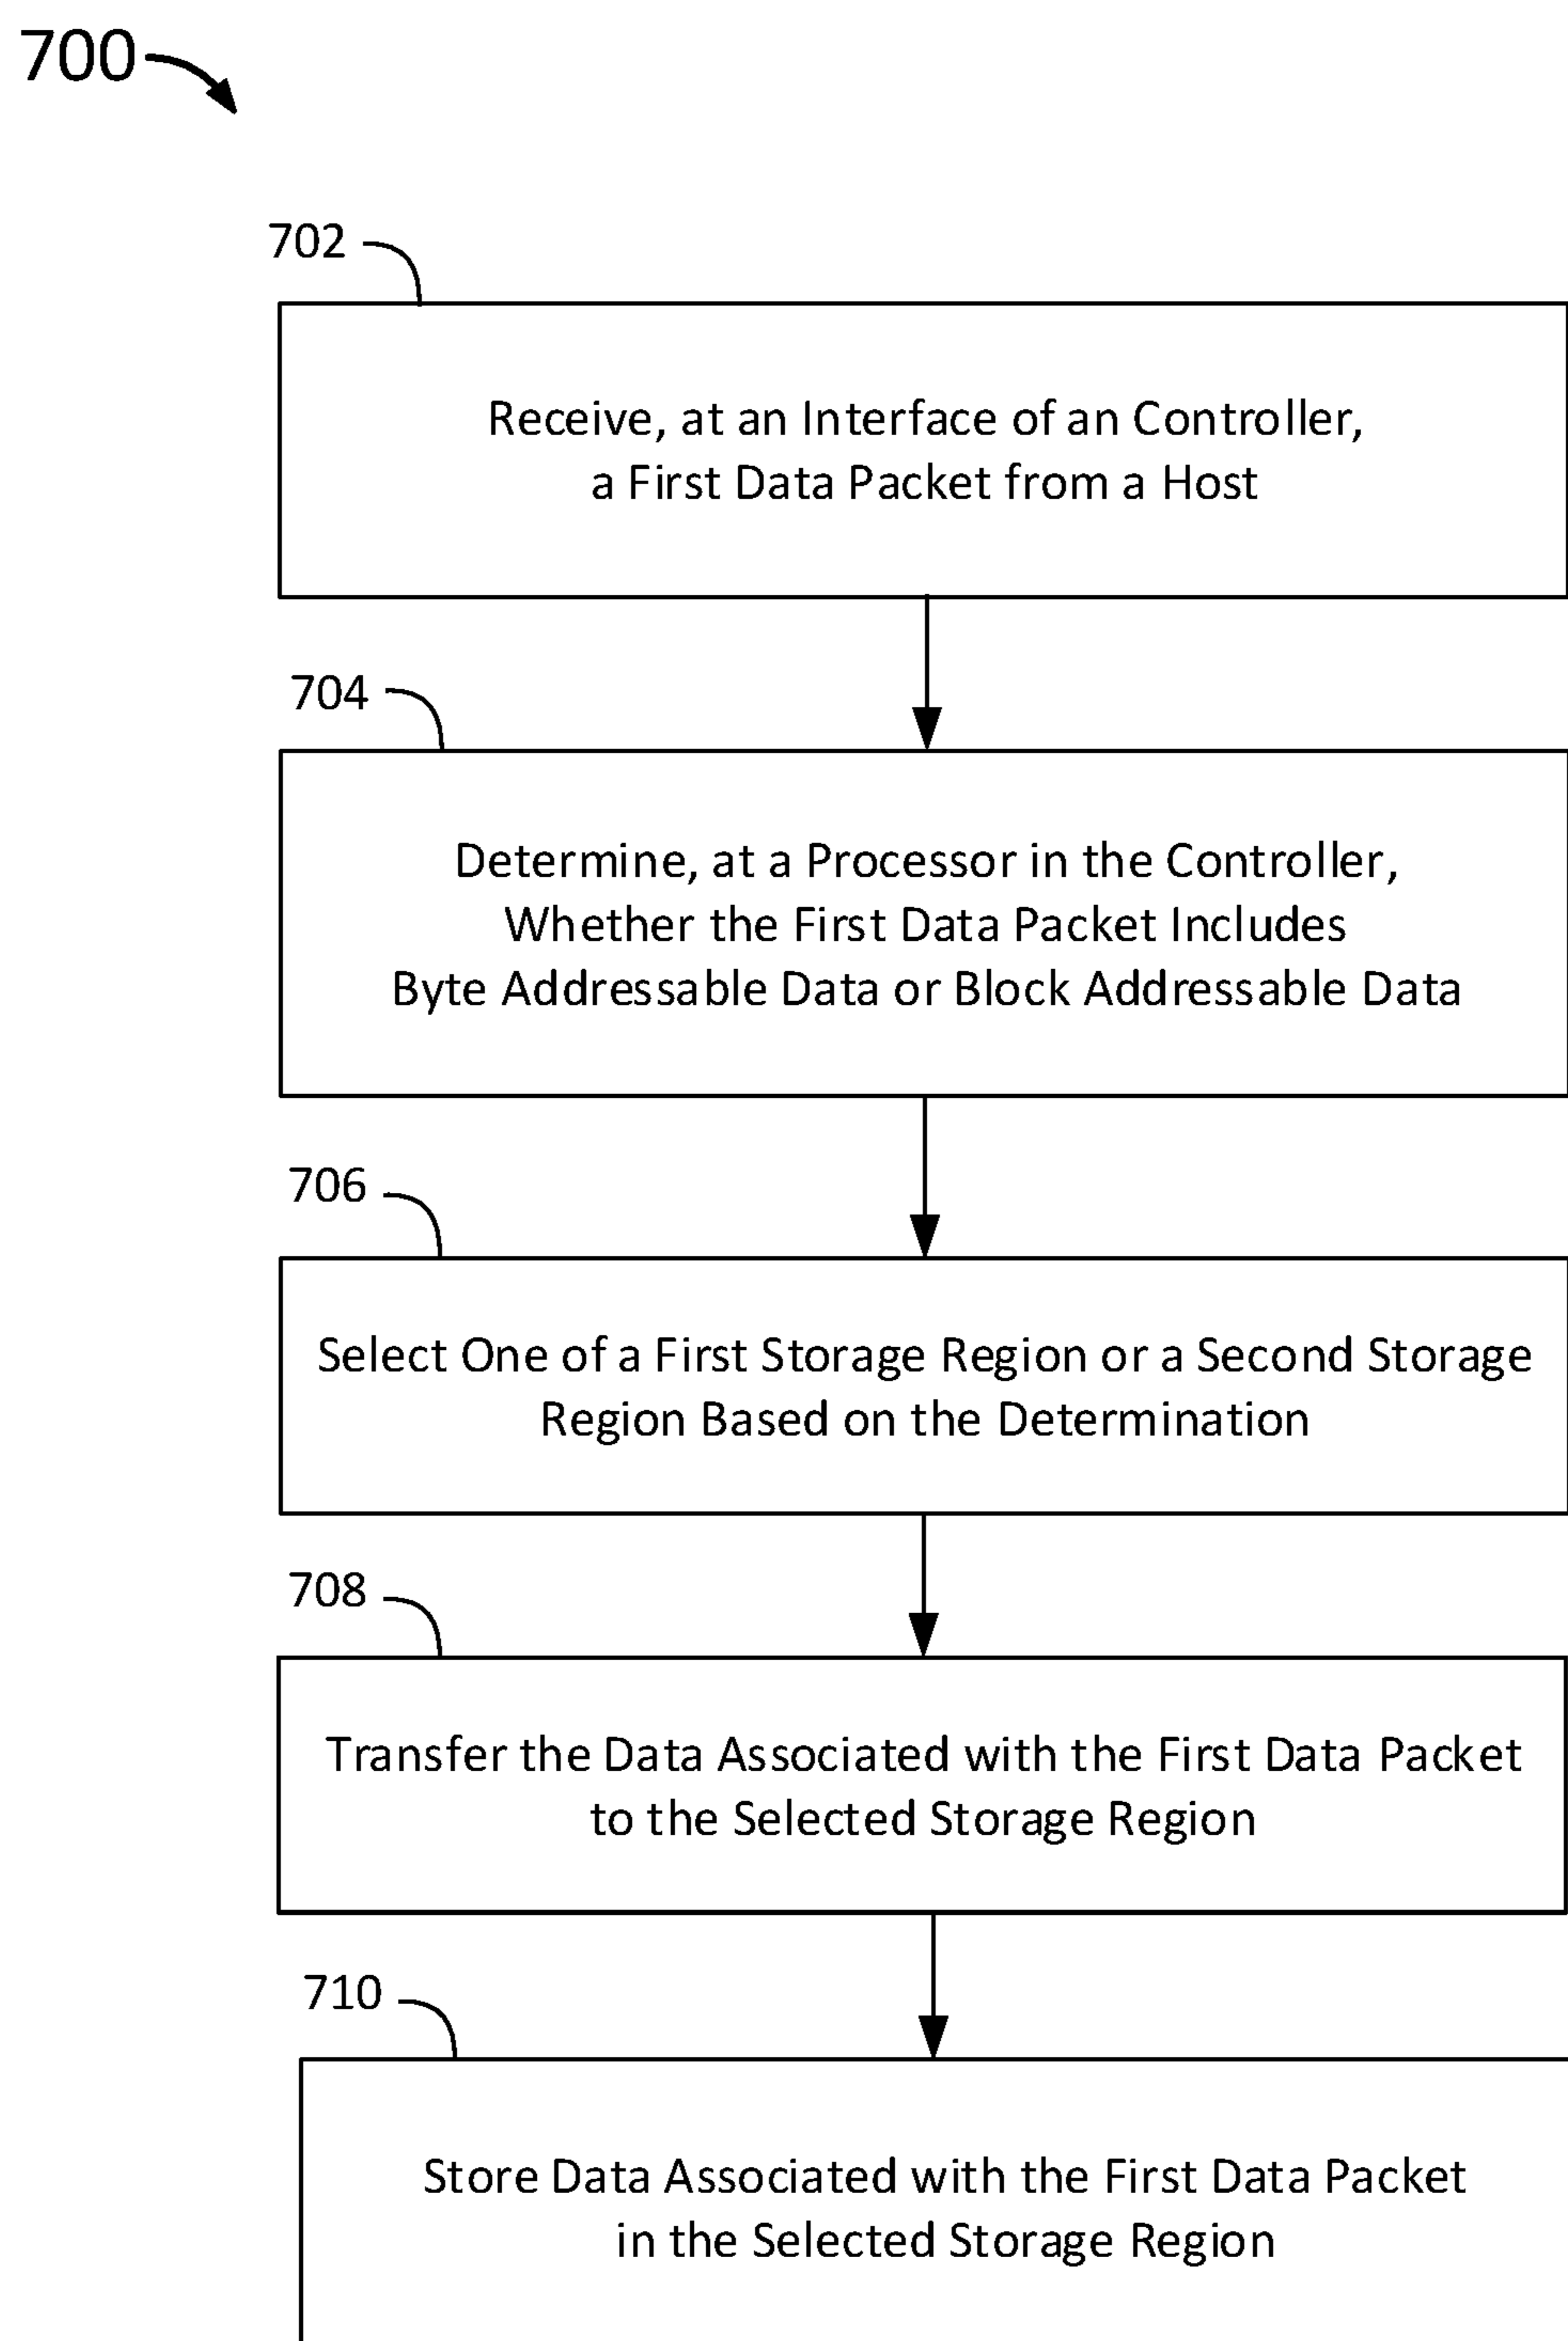 700
702
Receive, at an Interface of an Controller,
a First Data Packet from a Host
704
Determine, at a Processor in the Controller,
Whether the First Data Packet Includes
Byte Addressable Data or Block Addressable Data
706
Select One of a First Storage Region or a Second Storage
Region Based on the Determination
708
Transfer the Data Associated with the First Data Packet
to the Selected Storage Region
710
Store Data Associated with the First Data Packet
in the Selected Storage Region